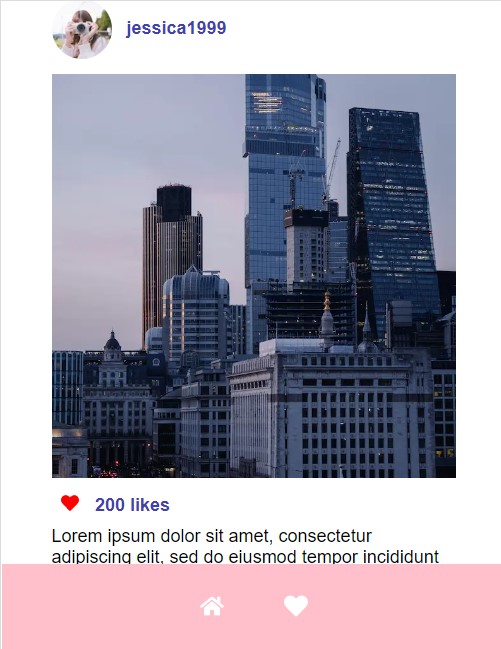 jessica1999
200 likes
Lorem ipsum dolor sit amet, consectetur
adipiscing elit, sed do eiusmod tempor incididunt